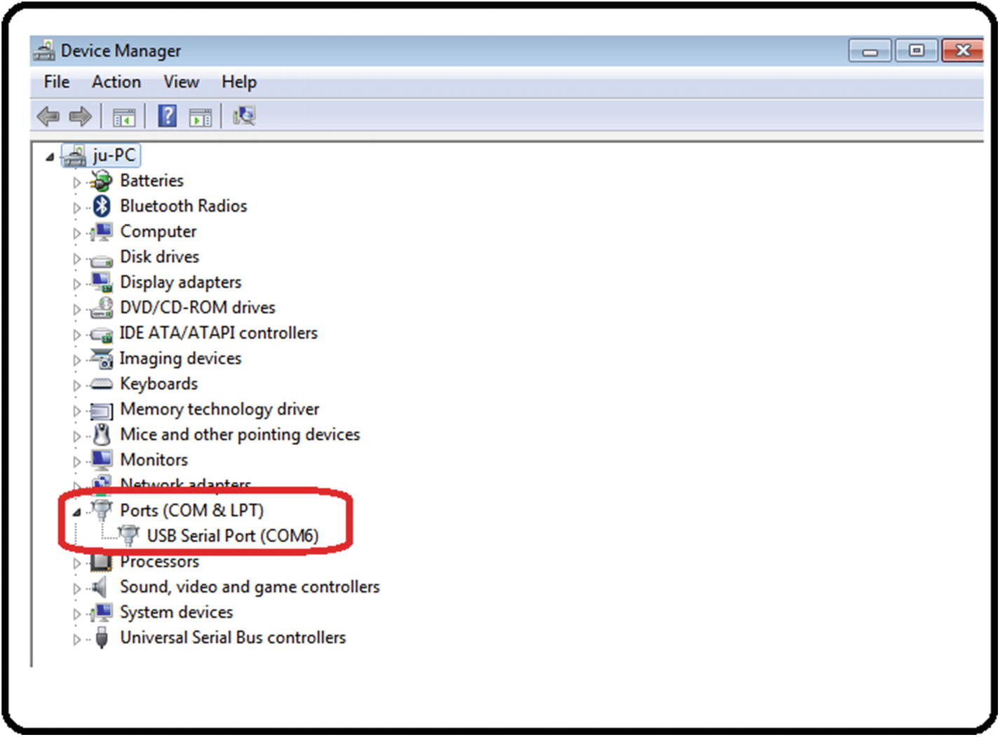 Device Manager
File Action View Help
ju-PC
Batteries
Bluetooth Radios
Computer
Disk drives
Display adapters
DVD/CD-ROM drives
IDE ATA/ATAPI controllers
Imaging devices
Keyboards
Memory technology driver
Mice and other pointing devices
Monitors
Network adapters
Ports (COM & LPT)
USB Serial Port (COM6)
Processors
Sound, video and game controllers
System devices
Universal Serial Bus controllers